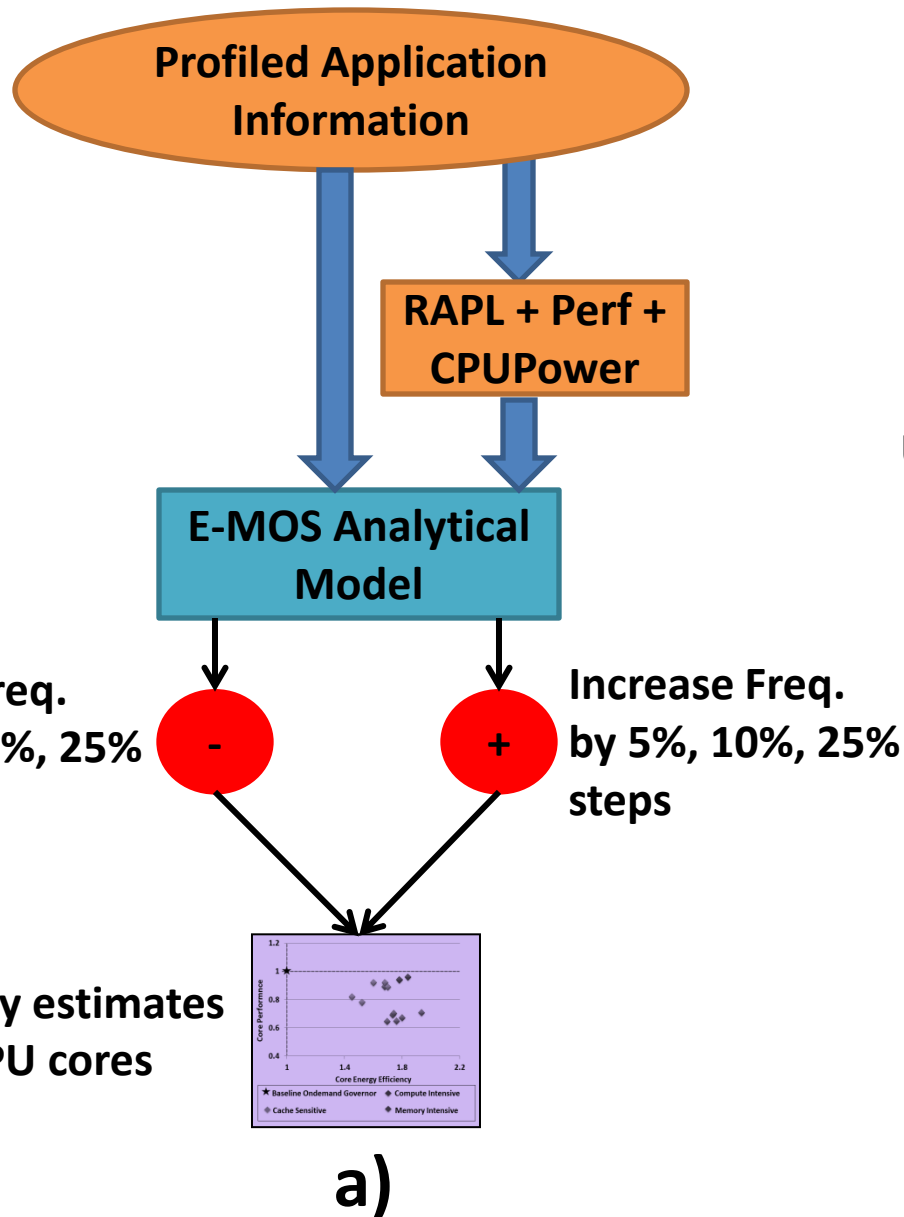 Profiled Application
Information
RAPL + Perf +
CPUPower
E-MOS Analytical
Model
req.
%, 25%
-
+
Increase Freq.
by 5%, 10%, 25%
steps
y estimates
PU cores
1.2
1
0.8
0.6
0.4
Core Performnce
1
1.4
1.8
2.2
Core Energy Efficiency
Baseline Ondemand Governor
Compute Intensive
Cache Sensitive
Memory Intensive
a)